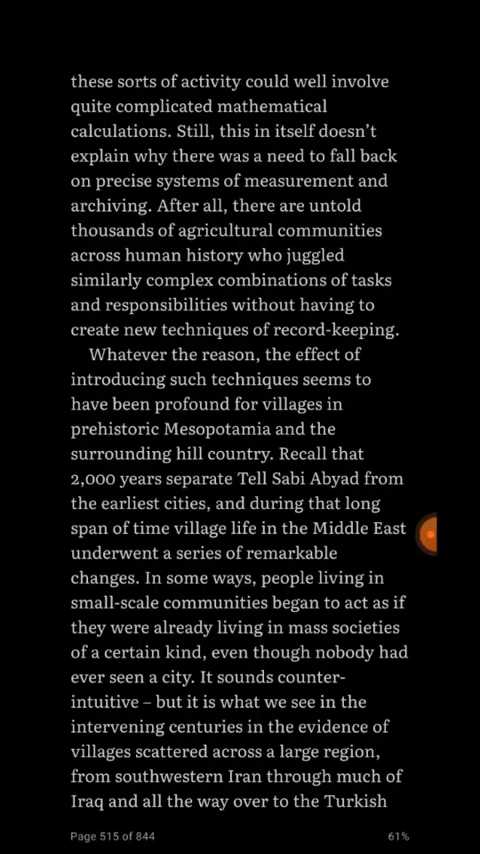 these sorts of activity could well involve
quite complicated mathematical
calculations. Still, this in itself doesn’t
explain why there was a need to fall back
on precise systems of measurement and
archiving. After all, there are untold
thousands of agricultural communities
across human history who juggled
similarly complex combinations of tasks
and responsibilities without having to
create new techniques of record-keeping.
Whatever the reason, the effect of
introducing such techniques seems to
have been profound for villages in
prehistoric Mesopotamia and the
surrounding hill country. Recall that
2,000 years separate Tell Sabi Abyad from
the earliest cities, and during that long
span of time village life in the Middle East
underwent a series of remarkable
changes. In some ways, people living in
small-scale communities began to act as if
they were already living in mass societies
of a certain kind, even though nobody had
ever seen a city. It sounds counter-
intuitive – but it is what we see in the
intervening centuries in the evidence of
villages scattered across a large region,
from southwestern Iran through much of
Iraq and all the way over to the Turkish
Page 515 of 844 61%